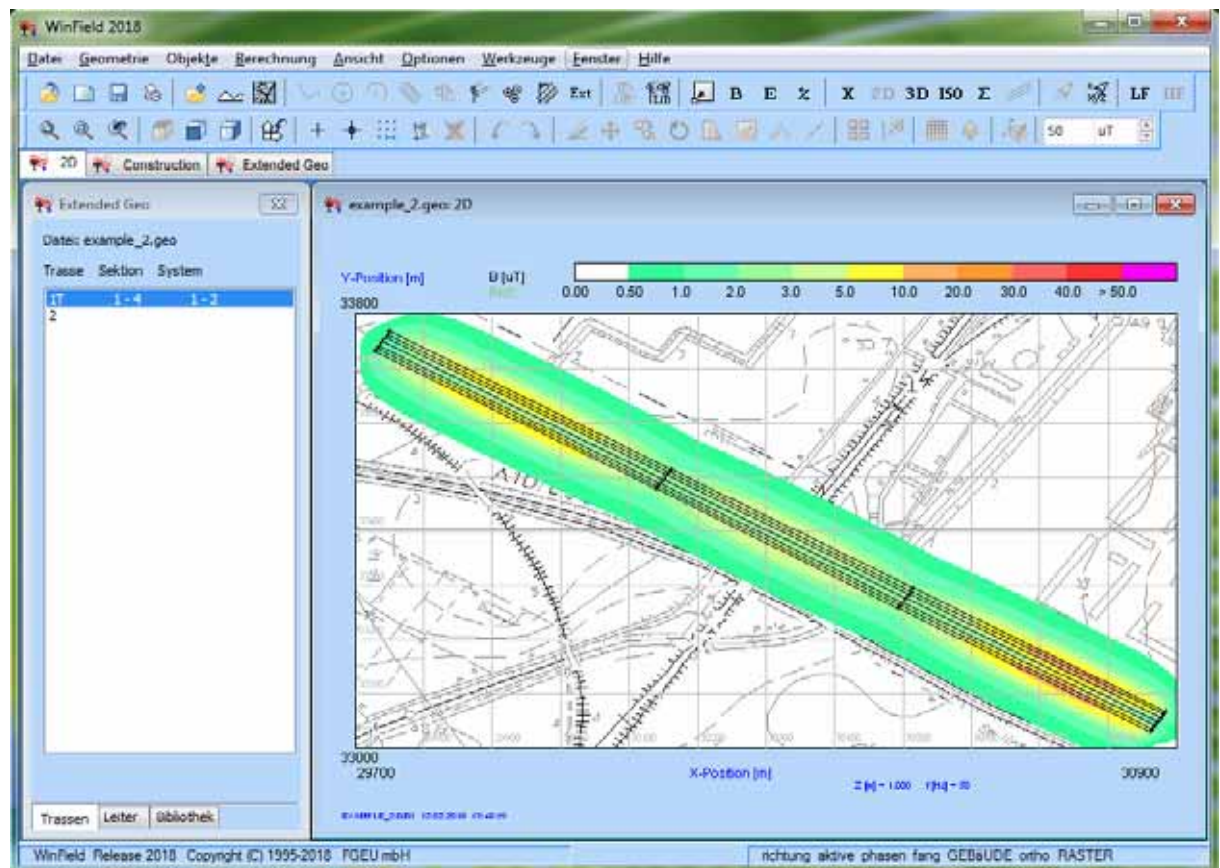 WinField 2018
Datei Geometrie Objekte Berechnung Ansicht Optionen Werkzeuge Fenster Hilfe
Ext B E X 2D 3D ISO Σ LF HF
50 uT
2D Construction Extended Geo
Extended Geo
Datei: example_2.geo
Trasse Sektion System
1T 1-4 1-2
2
Trassen Leiter Bibliothek
example_2.geo: 2D
Y-Position [m] B [uT]
0.00 0.50 1.0 2.0 3.0 5.0 10.0 20.0 30.0 40.0 > 50.0
33800
33000
29700 X-Position [m] 30900
WinField Release 2018 Copyright (C) 1995-2018 FGEU mbH
richtung aktive phasen fang GEBäUDE ortho RASTER